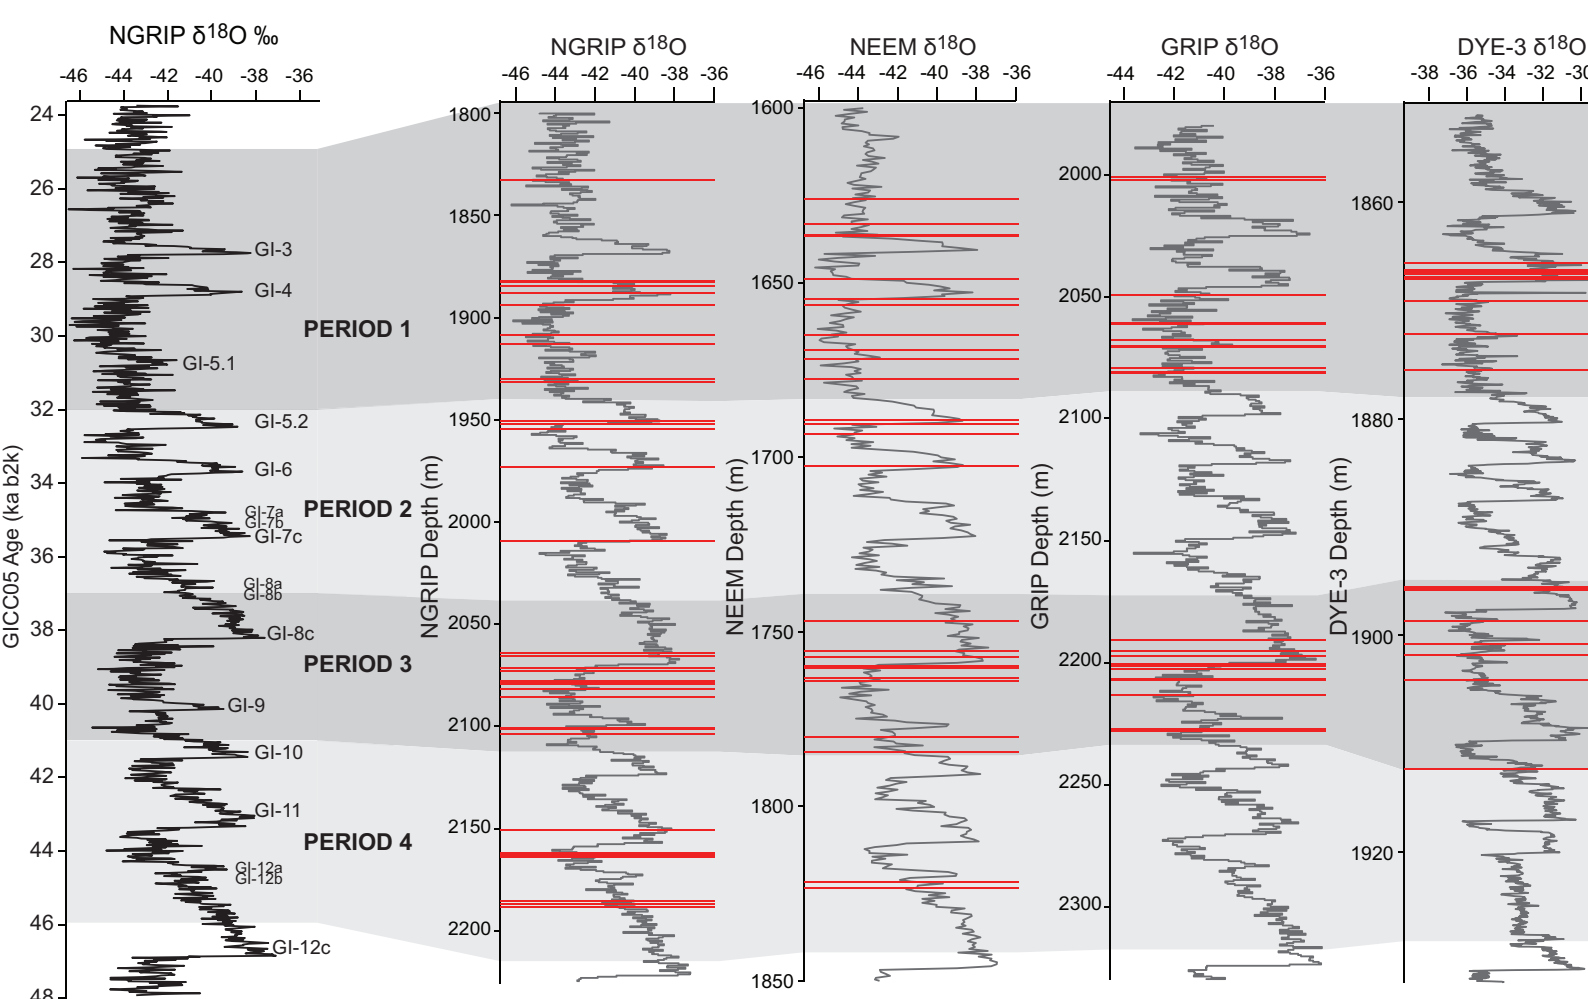 NGRIP δ18O ‰
-46 -44 -42 -40 -38 -36
24
26
28
30
32
34
36
38
40
42
44
46
48
GICC05 Age (ka b2k)
GI-3
GI-4
GI-5.1
GI-5.2
GI-6
GI-7a
GI-7b
GI-7c
GI-8a
GI-8b
GI-8c
GI-9
GI-10
GI-11
GI-12a
GI-12b
GI-12c
PERIOD 1
PERIOD 2
PERIOD 3
PERIOD 4
NGRIP δ18O
-46 -44 -42 -40 -38 -36
1800
1850
1900
1950
2000
2050
2100
2150
2200
NGRIP Depth (m)
NEEM δ18O
-46 -44 -42 -40 -38 -36
1600
1650
1700
1750
1800
1850
NEEM Depth (m)
GRIP δ18O
-44 -42 -40 -38 -36
2000
2050
2100
2150
2200
2250
2300
GRIP Depth (m)
DYE-3 δ18O
-38 -36 -34 -32 -30
1860
1880
1900
1920
DYE-3 Depth (m)